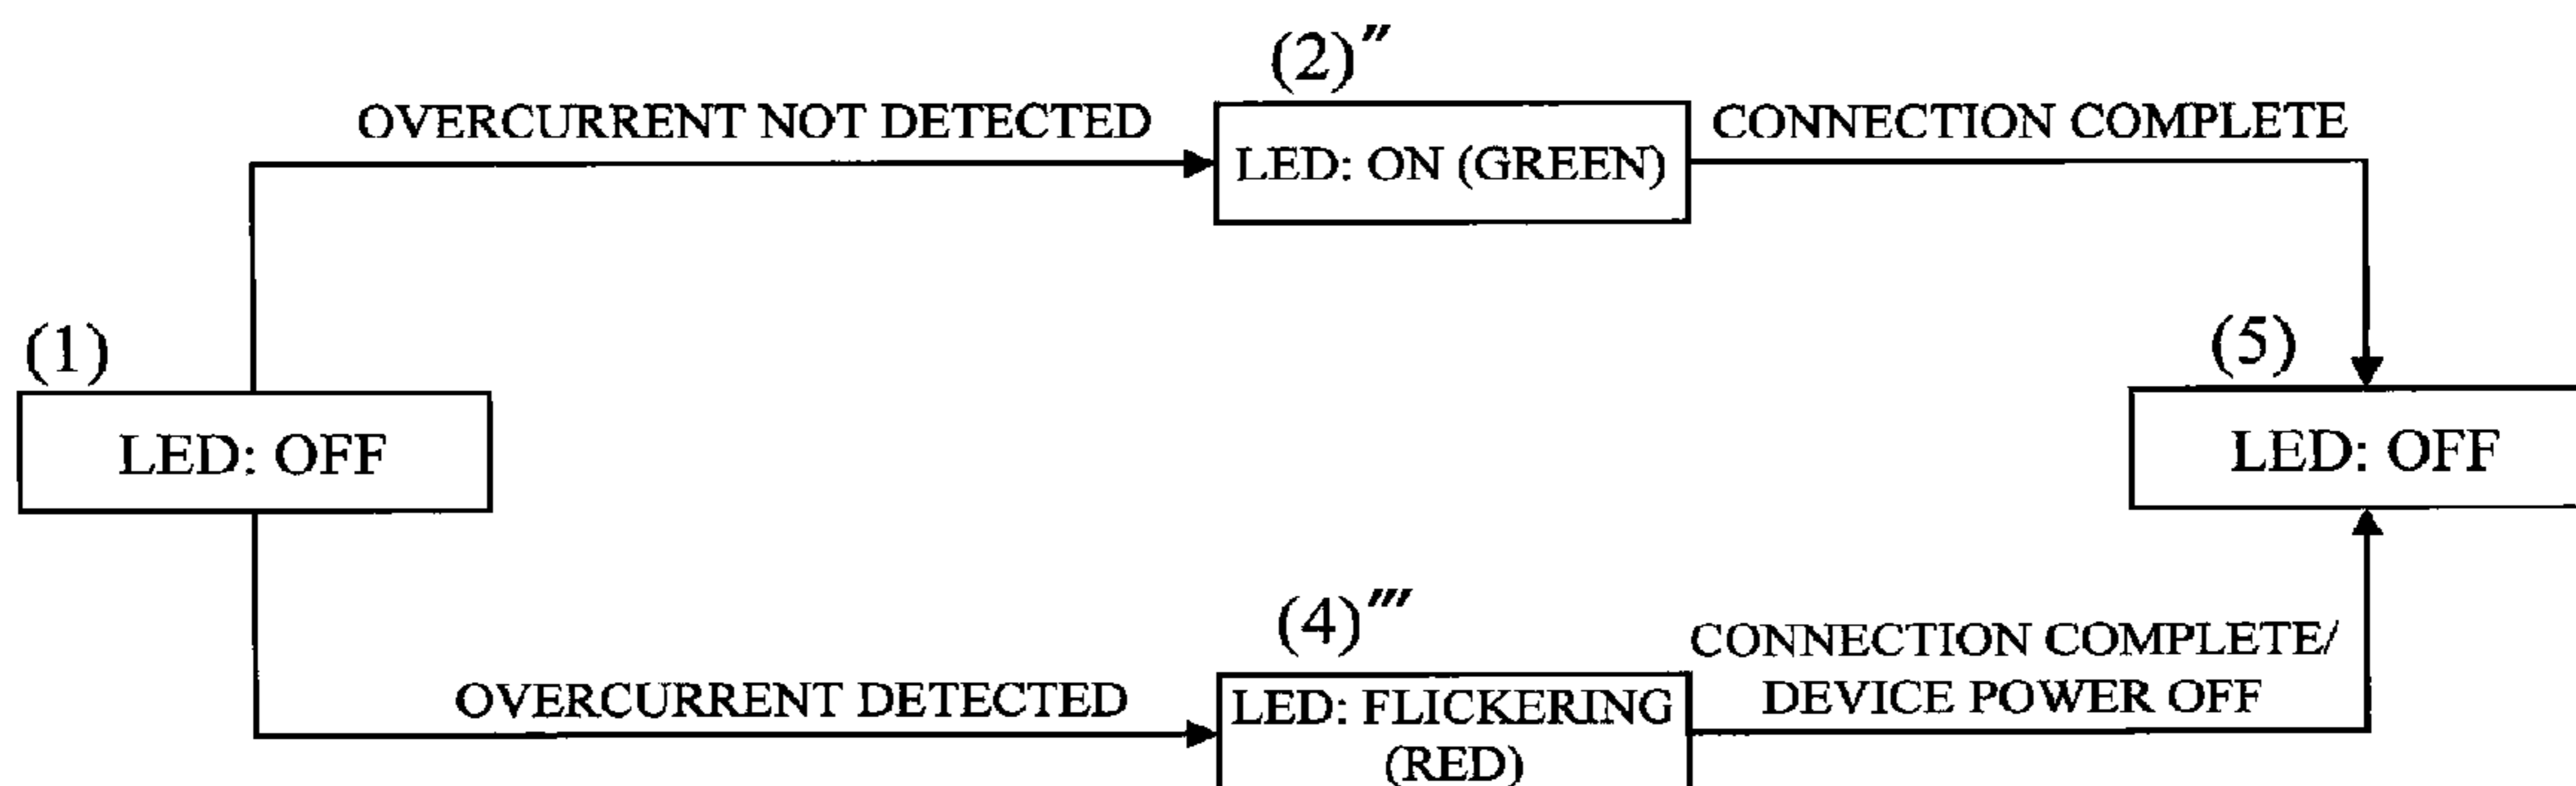 (2)″
OVERCURRENT NOT DETECTED
LED: ON (GREEN)
CONNECTION COMPLETE
(1)
LED: OFF
(5)
LED: OFF
(4)‴
OVERCURRENT DETECTED
LED: FLICKERING
(RED)
CONNECTION COMPLETE/
DEVICE POWER OFF